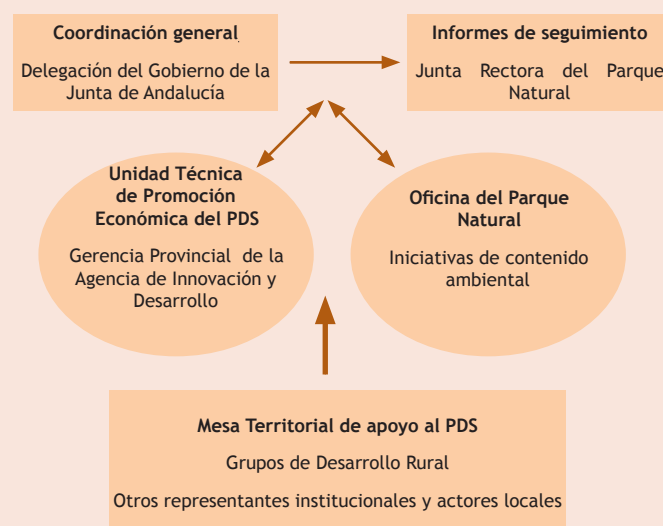 Coordinación general
Delegación del Gobierno de la
Junta de Andalucía
Informes de seguimiento
Junta Rectora del Parque
Natural
Unidad Técnica
de Promoción
Económica del PDS
Gerencia Provincial de la
Agencia de Innovación y
Desarrollo
Oficina del Parque
Natural
Iniciativas de contenido
ambiental
Mesa Territorial de apoyo al PDS
Grupos de Desarrollo Rural
Otros representantes institucionales y actores locales